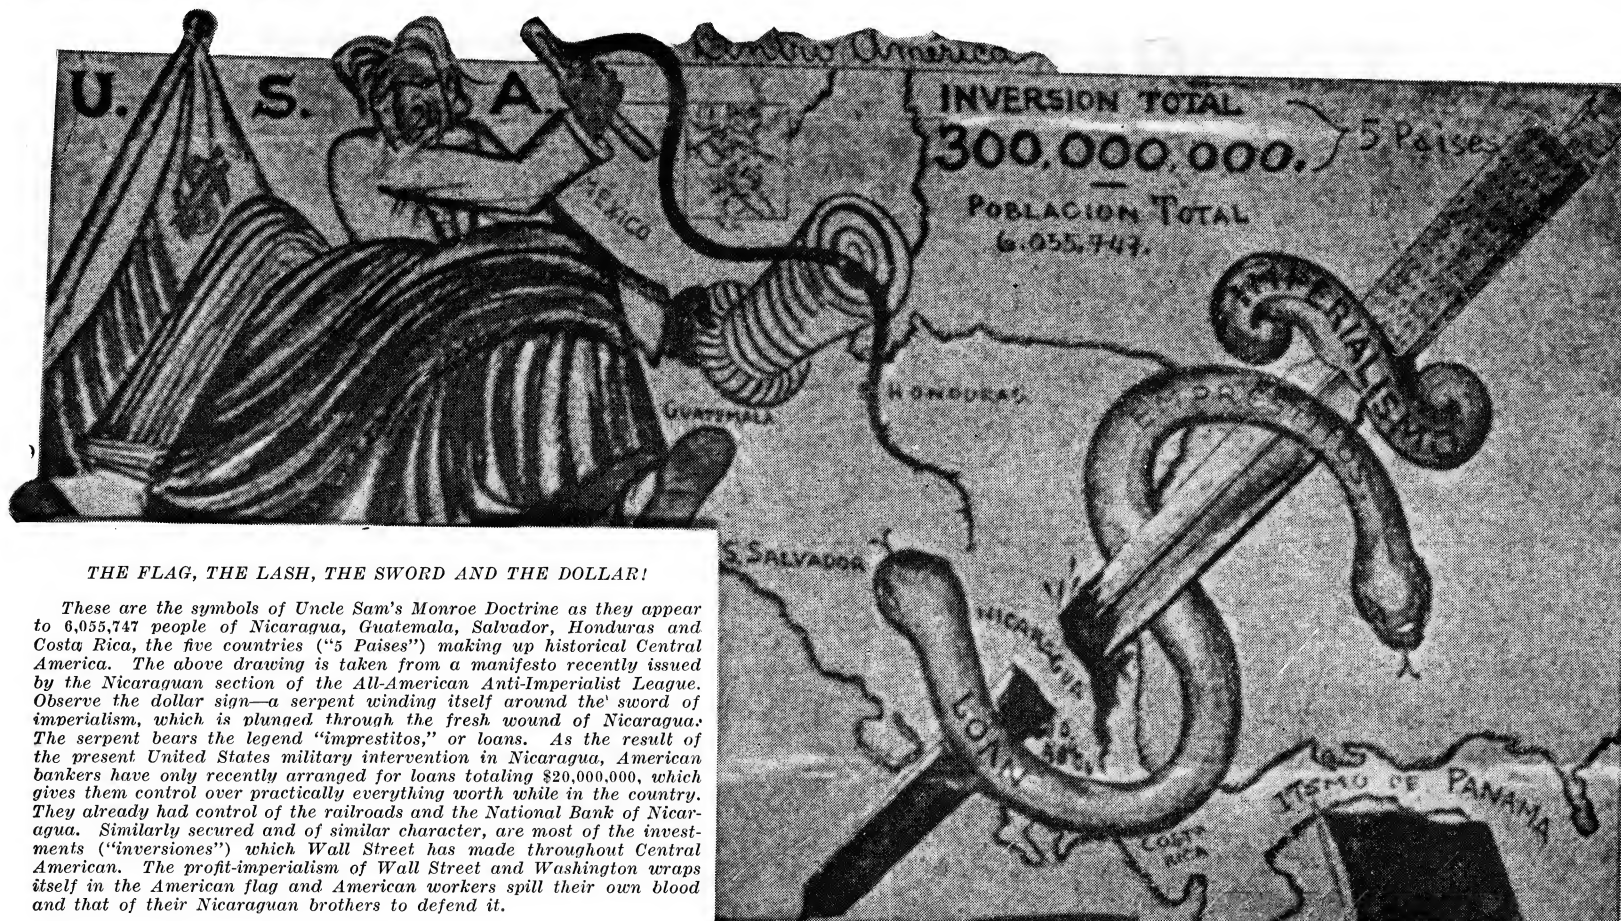 Centro America
U. S. A.
INVERSION TOTAL
300,000,000.
5 Paises
POBLACION TOTAL
6.055.747.
MEXICO
IMPERIALISMO
HONDURAS
GUATEMALA
EMPRESTITOS
S. SALVADOR
NICARAGUA
LOAN
ITSMO DE PANAMA
COSTA
RICA
THE FLAG, THE LASH, THE SWORD AND THE DOLLAR!
These are the symbols of Uncle Sam's Monroe Doctrine as they appear
to 6,055,747 people of Nicaragua, Guatemala, Salvador, Honduras and
Costa Rica, the five countries ("5 Paises") making up historical Central
America. The above drawing is taken from a manifesto recently issued
by the Nicaraguan section of the All-American Anti-Imperialist League.
Observe the dollar sign—a serpent winding itself around the sword of
imperialism, which is plunged through the fresh wound of Nicaragua.
The serpent bears the legend "imprestitos," or loans. As the result of
the present United States military intervention in Nicaragua, American
bankers have only recently arranged for loans totaling $20,000,000, which
gives them control over practically everything worth while in the country.
They already had control of the railroads and the National Bank of Nicar-
agua. Similarly secured and of similar character, are most of the invest-
ments ("inversiones") which Wall Street has made throughout Central
American. The profit-imperialism of Wall Street and Washington wraps
itself in the American flag and American workers spill their own blood
and that of their Nicaraguan brothers to defend it.